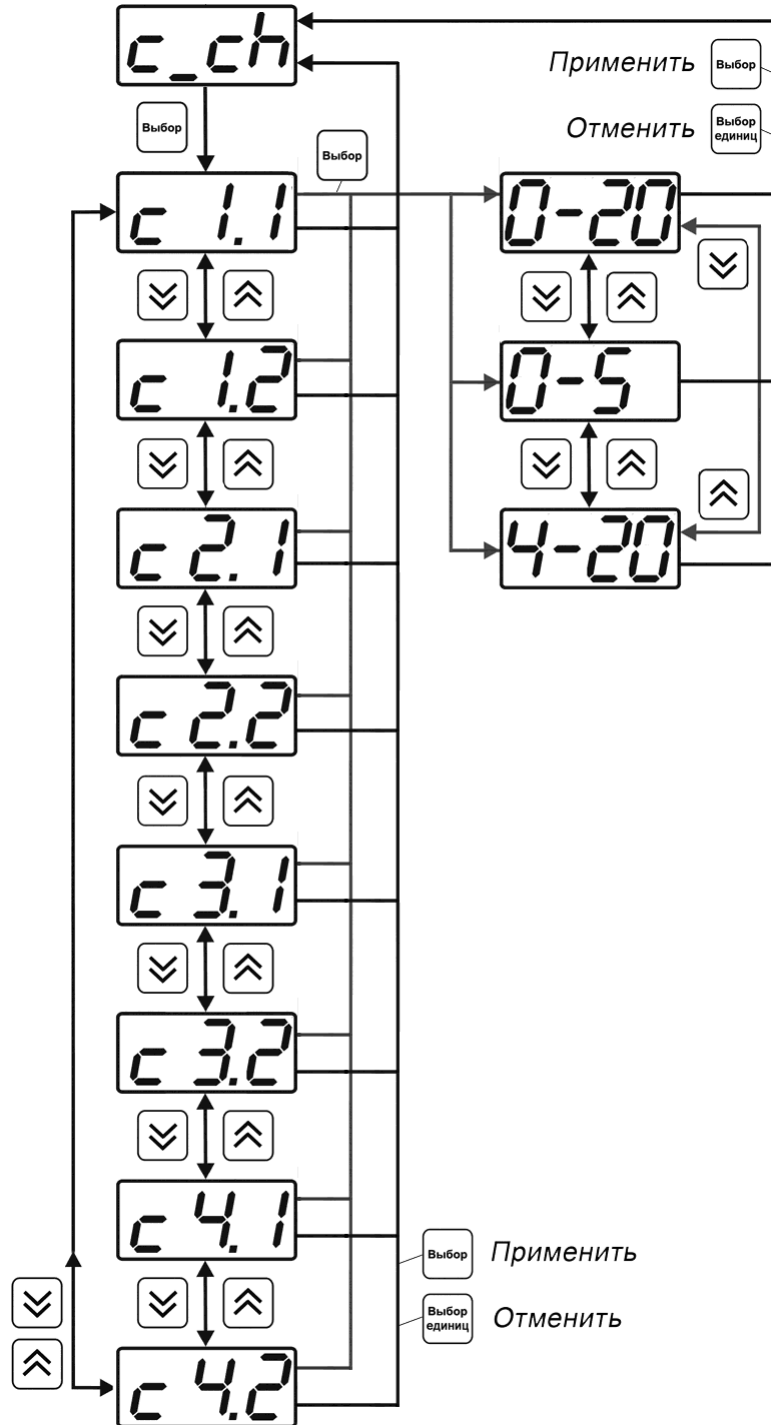 c_ch
Применить
Выбор
Отменить
Выбор
единиц
Выбор
Выбор
c 1.1
0-20
c 1.2
0-5
c 2.1
4-20
c 2.2
c 3.1
c 3.2
c 4.1
Выбор
Применить
Выбор
единиц
Отменить
c 4.2